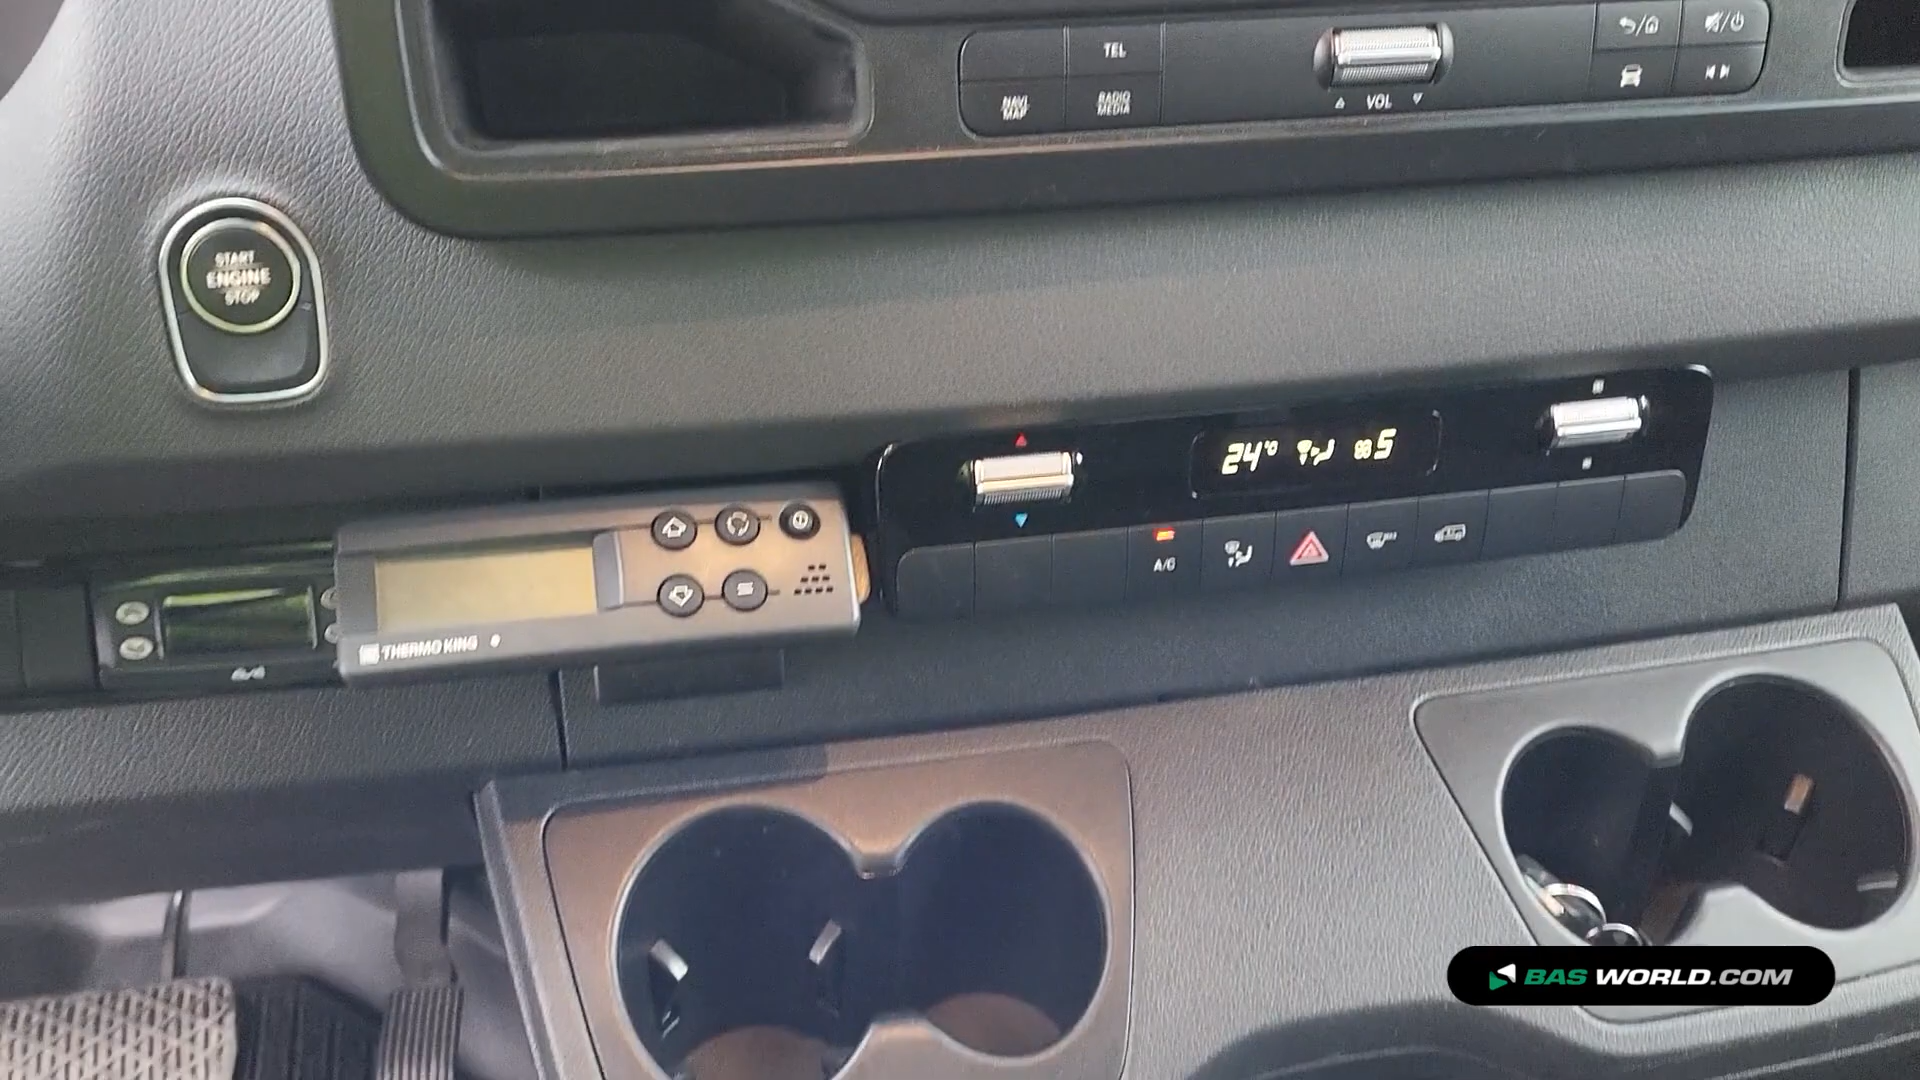 TEL
NAVI
MAP
RADIO
MEDIA
VOL
START
ENGINE
STOP
24°C 5
A/C
THERMO KING
BAS WORLD.COM